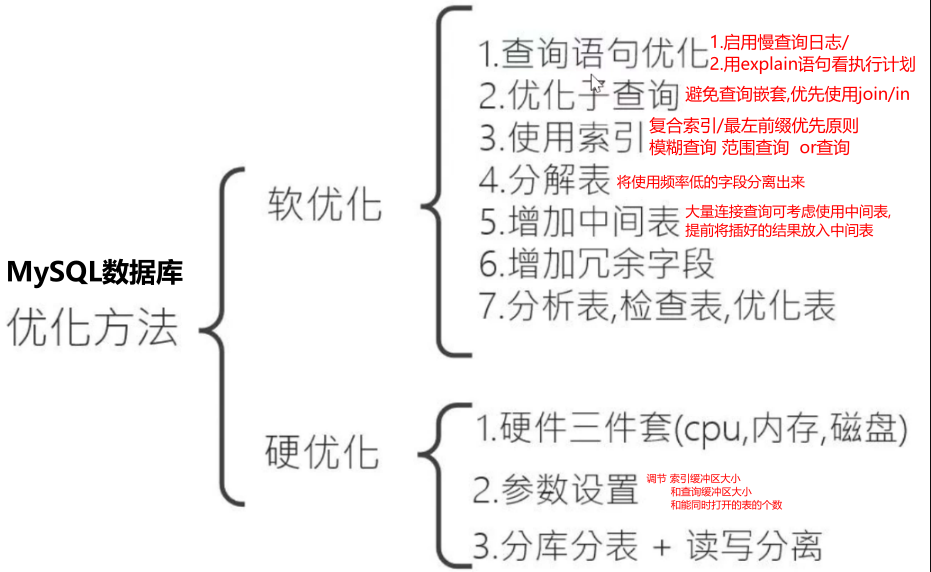 MySQL数据库
优化方法
软优化
1.查询语句优化
1.启用慢查询日志/
2.用explain语句看执行计划
2.优化子查询
避免查询嵌套,优先使用join/in
3.使用索引
复合索引/最左前缀优先原则
模糊查询 范围查询 or查询
4.分解表
将使用频率低的字段分离出来
5.增加中间表
大量连接查询可考虑使用中间表,
提前将插好的结果放入中间表
6.增加冗余字段
7.分析表,检查表,优化表
硬优化
1.硬件三件套(cpu,内存,磁盘)
2.参数设置
调节 索引缓冲区大小
和查询缓冲区大小
和能同时打开的表的个数
3.分库分表 + 读写分离